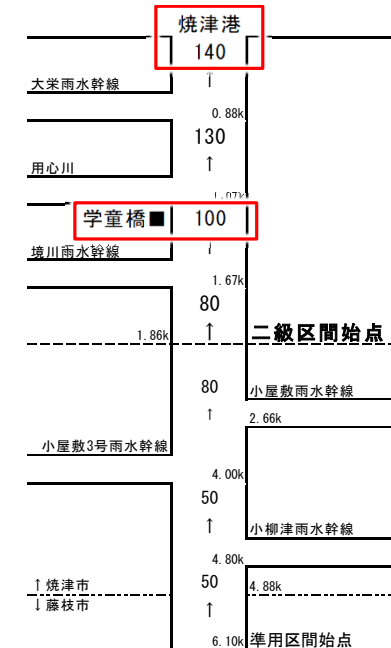 焼津港
140
↑
大栄雨水幹線
0.88k
130
用心川
↑
学童橋■ 100
境川雨水幹線
1.67k
80
1.86k ↑ 二級区間始点
80 小屋敷雨水幹線
↑ 2.66k
小屋敷3号雨水幹線
4.00k
50
↑ 小柳津雨水幹線
4.80k
↑焼津市 50 4.88k
↓藤枝市 ↑
6.10k 準用区間始点